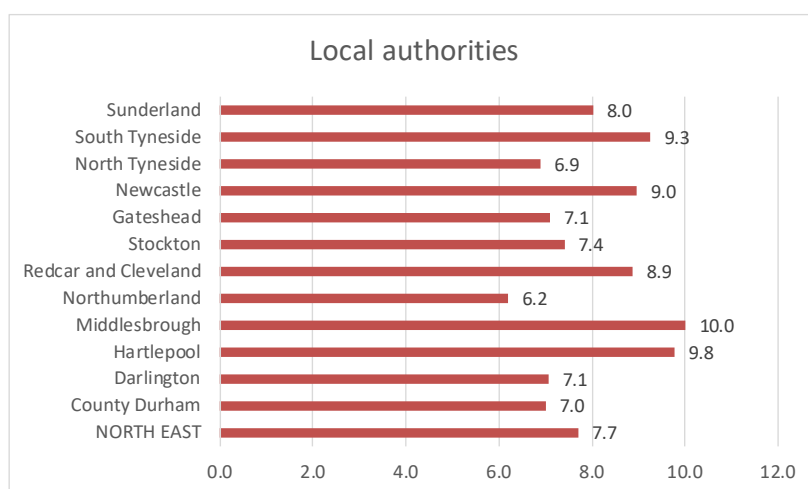 Local authorities
Sunderland 8.0
South Tyneside 9.3
North Tyneside 6.9
Newcastle 9.0
Gateshead 7.1
Stockton 7.4
Redcar and Cleveland 8.9
Northumberland 6.2
Middlesbrough 10.0
Hartlepool 9.8
Darlington 7.1
County Durham 7.0
NORTH EAST 7.7
0.0 2.0 4.0 6.0 8.0 10.0 12.0